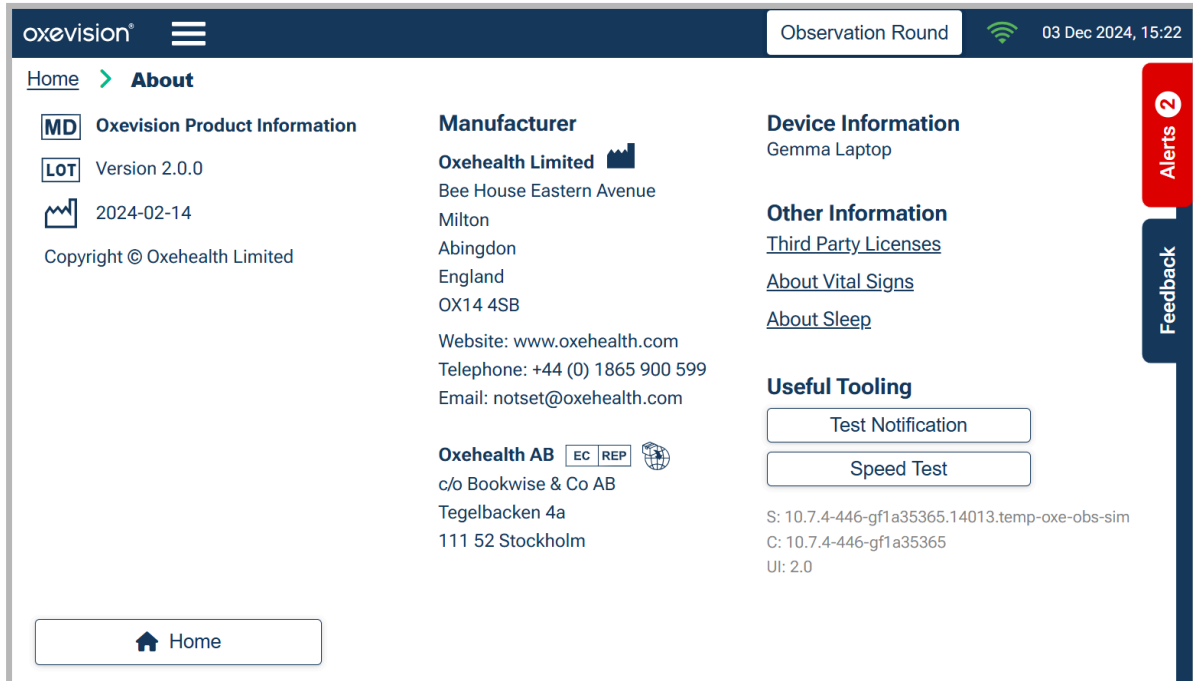 oxevision®
Observation Round
03 Dec 2024, 15:22
Home > About
MD Oxevision Product Information
LOT Version 2.0.0
2024-02-14
Copyright © Oxehealth Limited
Manufacturer
Oxehealth Limited
Bee House Eastern Avenue
Milton
Abingdon
England
OX14 4SB
Website: www.oxehealth.com
Telephone: +44 (0) 1865 900 599
Email: notset@oxehealth.com
Oxehealth AB EC REP
c/o Bookwise & Co AB
Tegelbacken 4a
111 52 Stockholm
Device Information
Gemma Laptop
Other Information
Third Party Licenses
About Vital Signs
About Sleep
Useful Tooling
Test Notification
Speed Test
S: 10.7.4-446-gf1a35365.14013.temp-oxe-obs-sim
C: 10.7.4-446-gf1a35365
UI: 2.0
Alerts 2
Feedback
Home